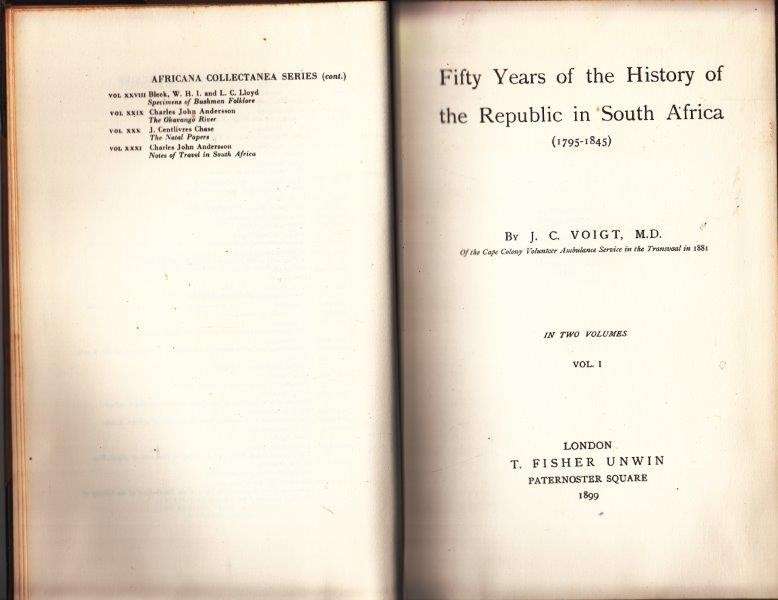 AFRICANA COLLECTANEA SERIES (cont.)
VOL XXVIII Bleek, W. H. I. and L. C. Lloyd
Specimens of Bushmen Folklore
VOL XXIX Charles John Andersson
The Okavango River
VOL XXX J. Centlivres Chase
The Natal Papers
VOL XXXI Charles John Andersson
Notes of Travel in South Africa
Fifty Years of the History of
the Republic in South Africa
(1795-1845)
By J. C. VOIGT, M.D.
Of the Cape Colony Volunteer Ambulance Service in the Transvaal in 1881
IN TWO VOLUMES
VOL. I
LONDON
T. FISHER UNWIN
PATERNOSTER SQUARE
1899